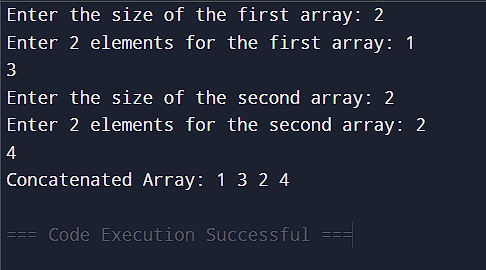 Enter the size of the first array: 2
Enter 2 elements for the first array: 1
3
Enter the size of the second array: 2
Enter 2 elements for the second array: 2
4
Concatenated Array: 1 3 2 4
=== Code Execution Successful ===